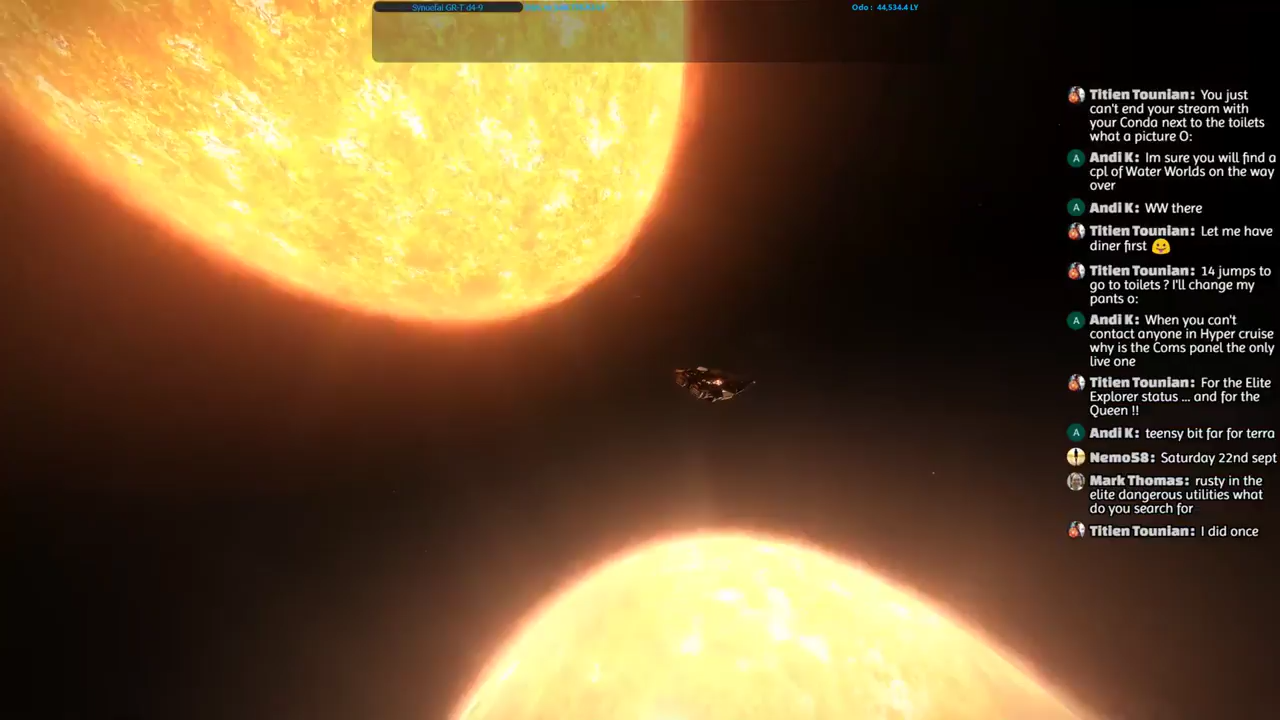 Synuefai GR-T d4-9
Odo : 44,534.4 LY
Titien Tounian: You just
can't end your stream with
your Conda next to the toilets
what a picture O:
Andi K: Im sure you will find a
cpl of Water Worlds on the way
over
Andi K: WW there
Titien Tounian: Let me have
diner first
Titien Tounian: 14 jumps to
go to toilets ? I'll change my
pants o:
Andi K: When you can't
contact anyone in Hyper cruise
why is the Coms panel the only
live one
Titien Tounian: For the Elite
Explorer status ... and for the
Queen !!
Andi K: teensy bit far for terra
Nemo58: Saturday 22nd sept
Mark Thomas: rusty in the
elite dangerous utilities what
do you search for
Titien Tounian: I did once